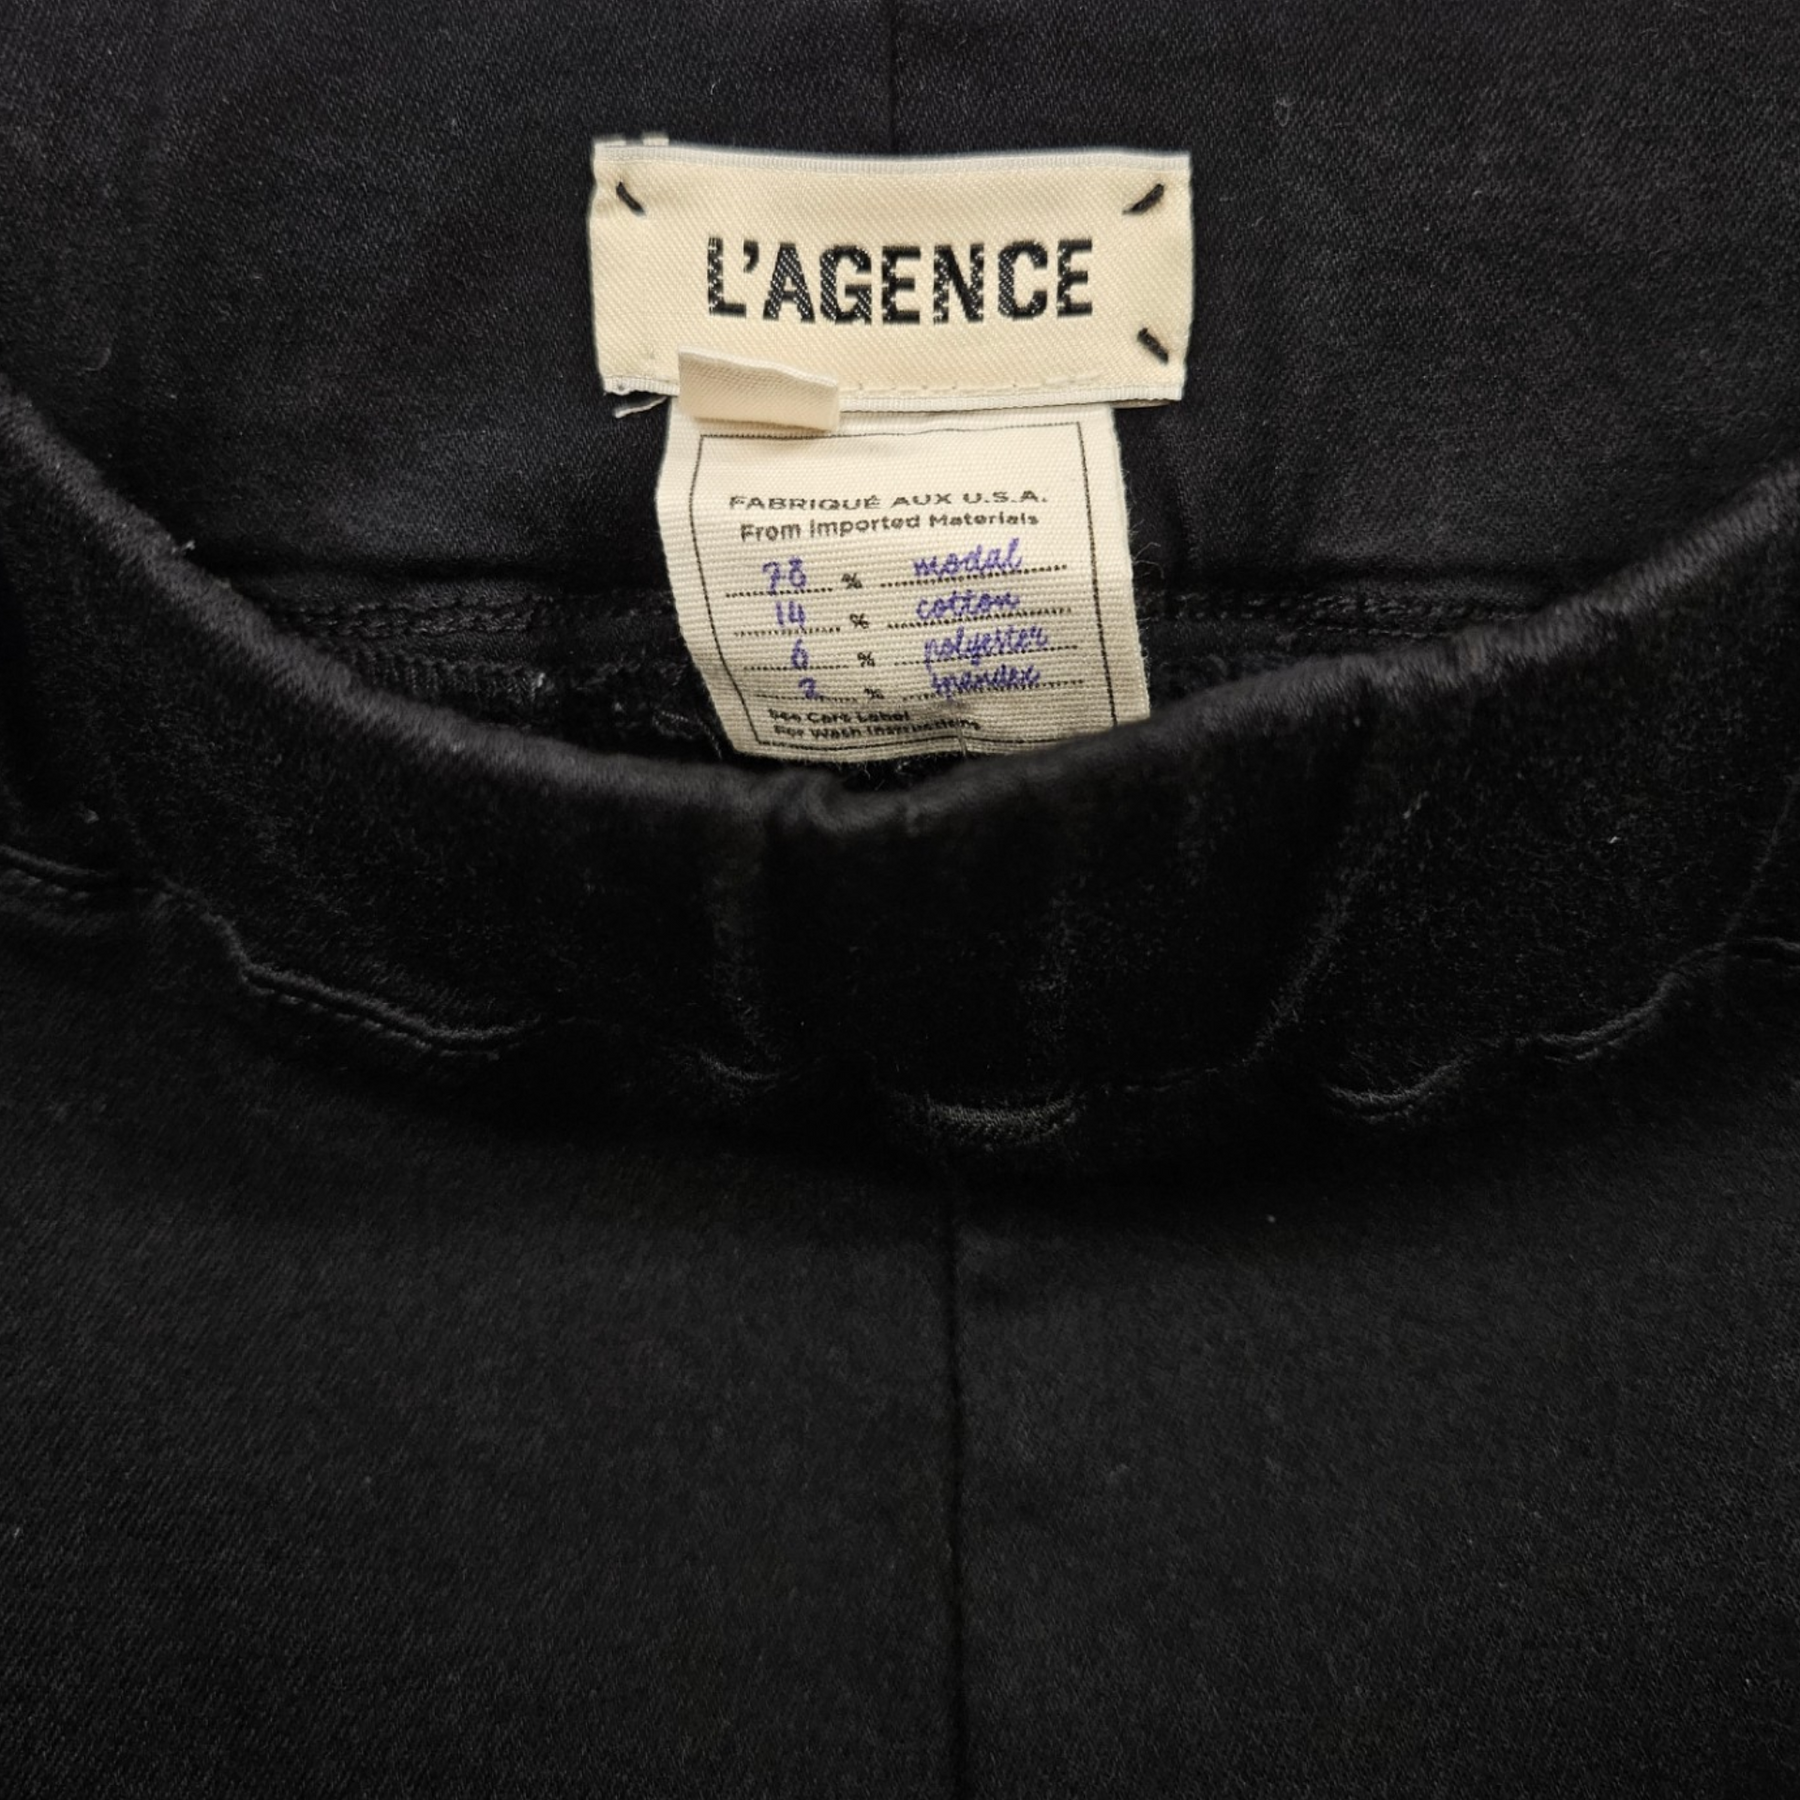 L'AGENCE
FABRIQUÉ AUX U.S.A.
From Imported Materials
78 % modal
14 % cotton
6 % polyester
2 % spandex
See Care Label
For Wash Instructions